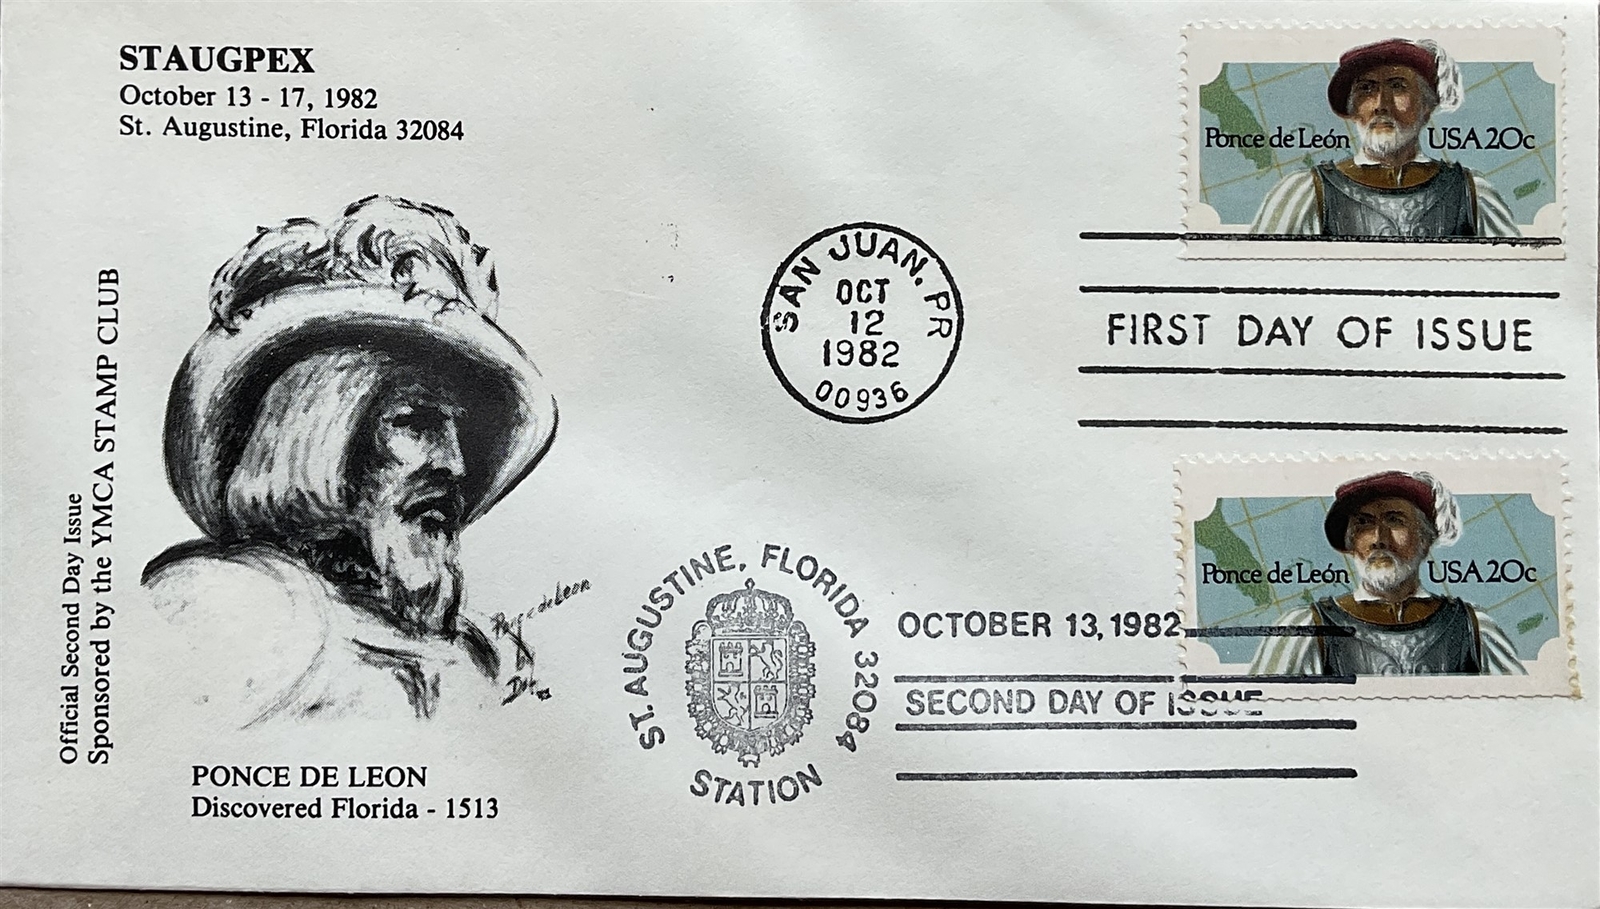 STAUGPEX
October 13 - 17, 1982
St. Augustine, Florida 32084
Official Second Day Issue
Sponsored by the YMCA STAMP CLUB
Ponce de Leon
PONCE DE LEON
Discovered Florida - 1513
SAN JUAN, PR
OCT
12
1982
00936
Ponce de León USA 20c
FIRST DAY OF ISSUE
ST. AUGUSTINE, FLORIDA 32084
STATION
OCTOBER 13, 1982
SECOND DAY OF ISSUE
Ponce de León USA 20c